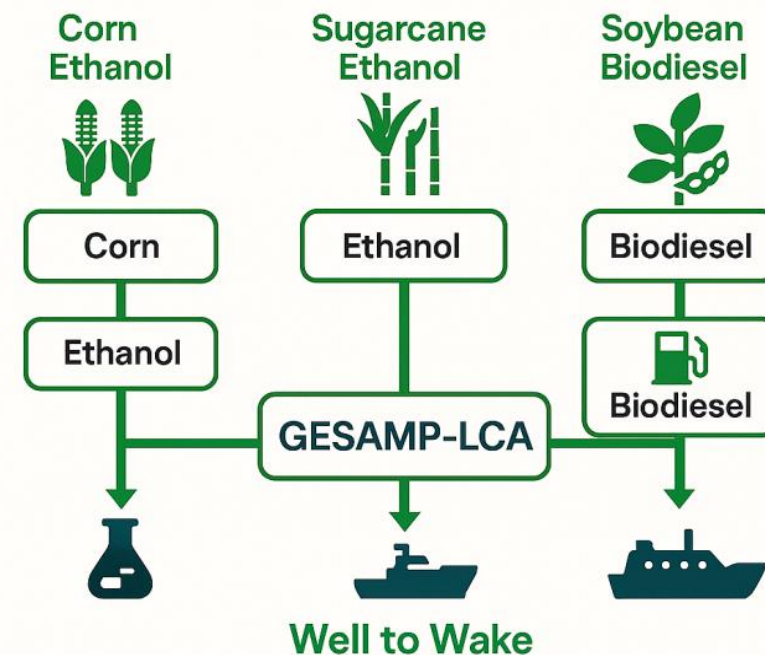 Corn
Ethanol
Sugarcane
Ethanol
Soybean
Biodiesel
Corn
Ethanol
Biodiesel
Ethanol
Biodiesel
GESAMP-LCA
Well to Wake